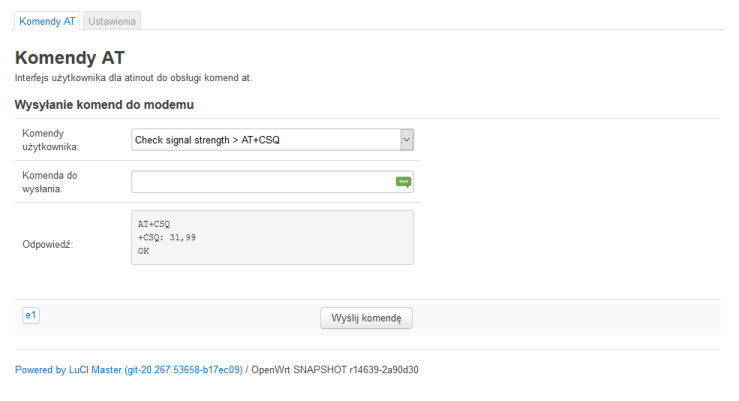 Komendy AT Ustawienia
Komendy AT
Interfejs użytkownika dla atinout do obsługi komend at.
Wysyłanie komend do modemu
Komendy
użytkownika:
Check signal strength > AT+CSQ
Komenda do
wysłania:
Odpowiedź:
AT+CSQ
+CSQ: 31,99
OK
e1 Wyślij komendę
Powered by LuCI Master (git-20.267.53658-b17ec09) / OpenWrt SNAPSHOT r14639-2a90d30